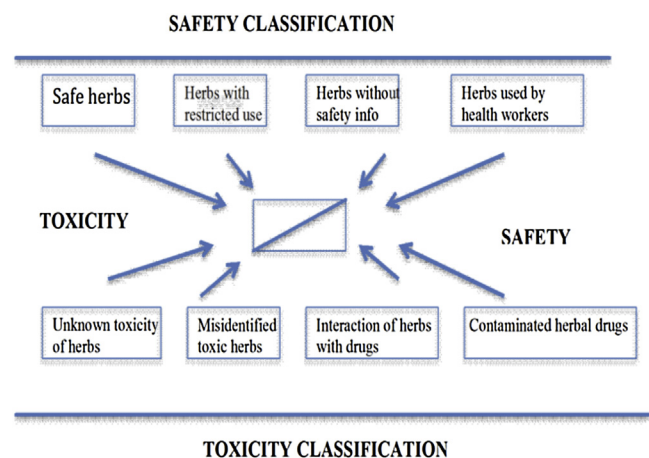 SAFETY CLASSIFICATION
Safe herbs
Herbs with
restricted use
Herbs without
safety info
Herbs used by
health workers
TOXICITY
SAFETY
Unknown toxicity
of herbs
Misidentified
toxic herbs
Interaction of herbs
with drugs
Contaminated herbal drugs
TOXICITY CLASSIFICATION